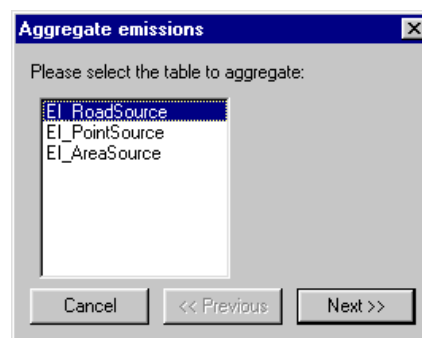 Aggregate emissions
Please select the table to aggregate:
EI_RoadSource
EI_PointSource
EI_AreaSource
Cancel
<< Previous
Next >>